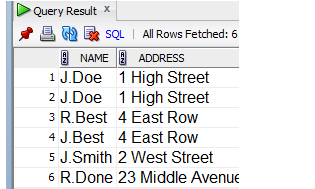 Query Result x
SQL | All Rows Fetched: 6
NAME ADDRESS
1 J.Doe 1 High Street
2 J.Doe 1 High Street
3 R.Best 4 East Row
4 J.Best 4 East Row
5 J.Smith 2 West Street
6 R.Done 23 Middle Avenue